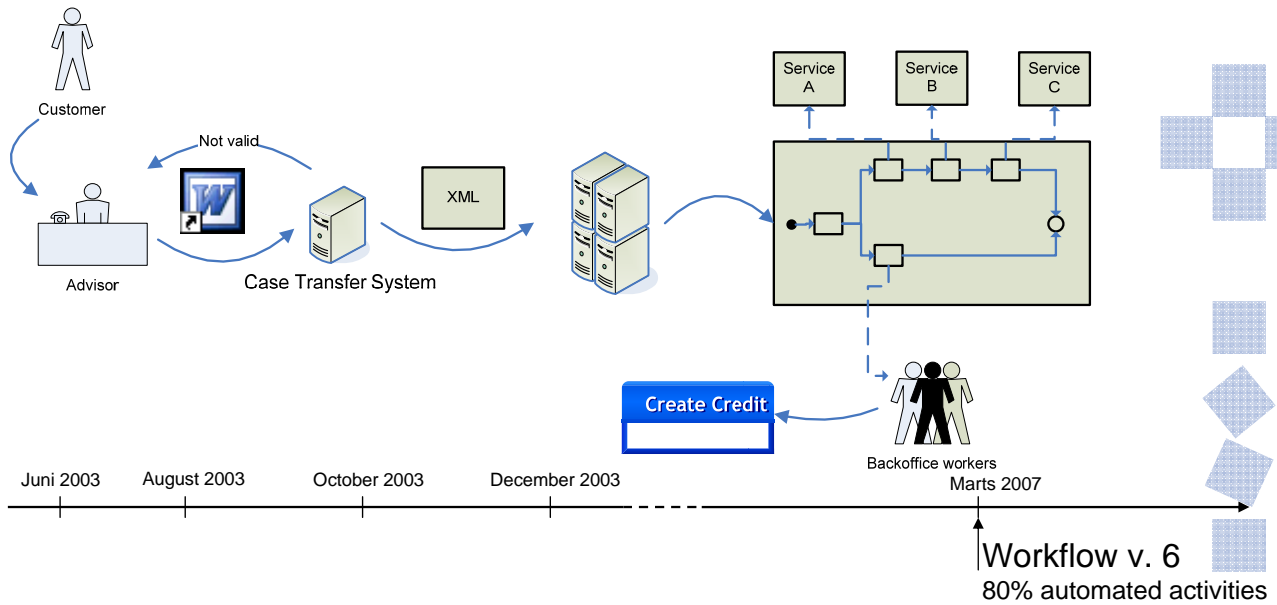 Service
A
Service
B
Service
C
Customer
Not valid
W
XML
Advisor
Case Transfer System
Create Credit
Backoffice workers
Juni 2003
August 2003
October 2003
December 2003
Marts 2007
Workflow v. 6
80% automated activities